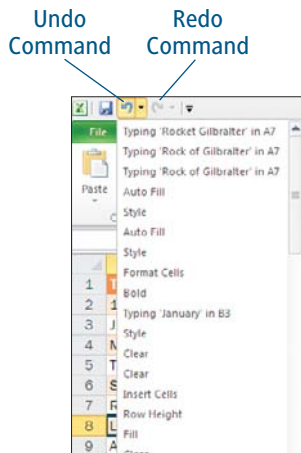 Undo Redo
Command Command
File
Typing 'Rocket Gilbralter' in A7
Typing 'Rock of Gilbralter' in A7
Typing 'Rock of Gilbralter' in A7
Paste
Auto Fill
Style
Auto Fill
Style
Format Cells
1 T
Bold
2 1
Typing 'January' in B3
3 J
Style
4 M
Clear
5 T
Clear
6 S
Insert Cells
7 R
Row Height
8 L
Fill
9 A
Clear